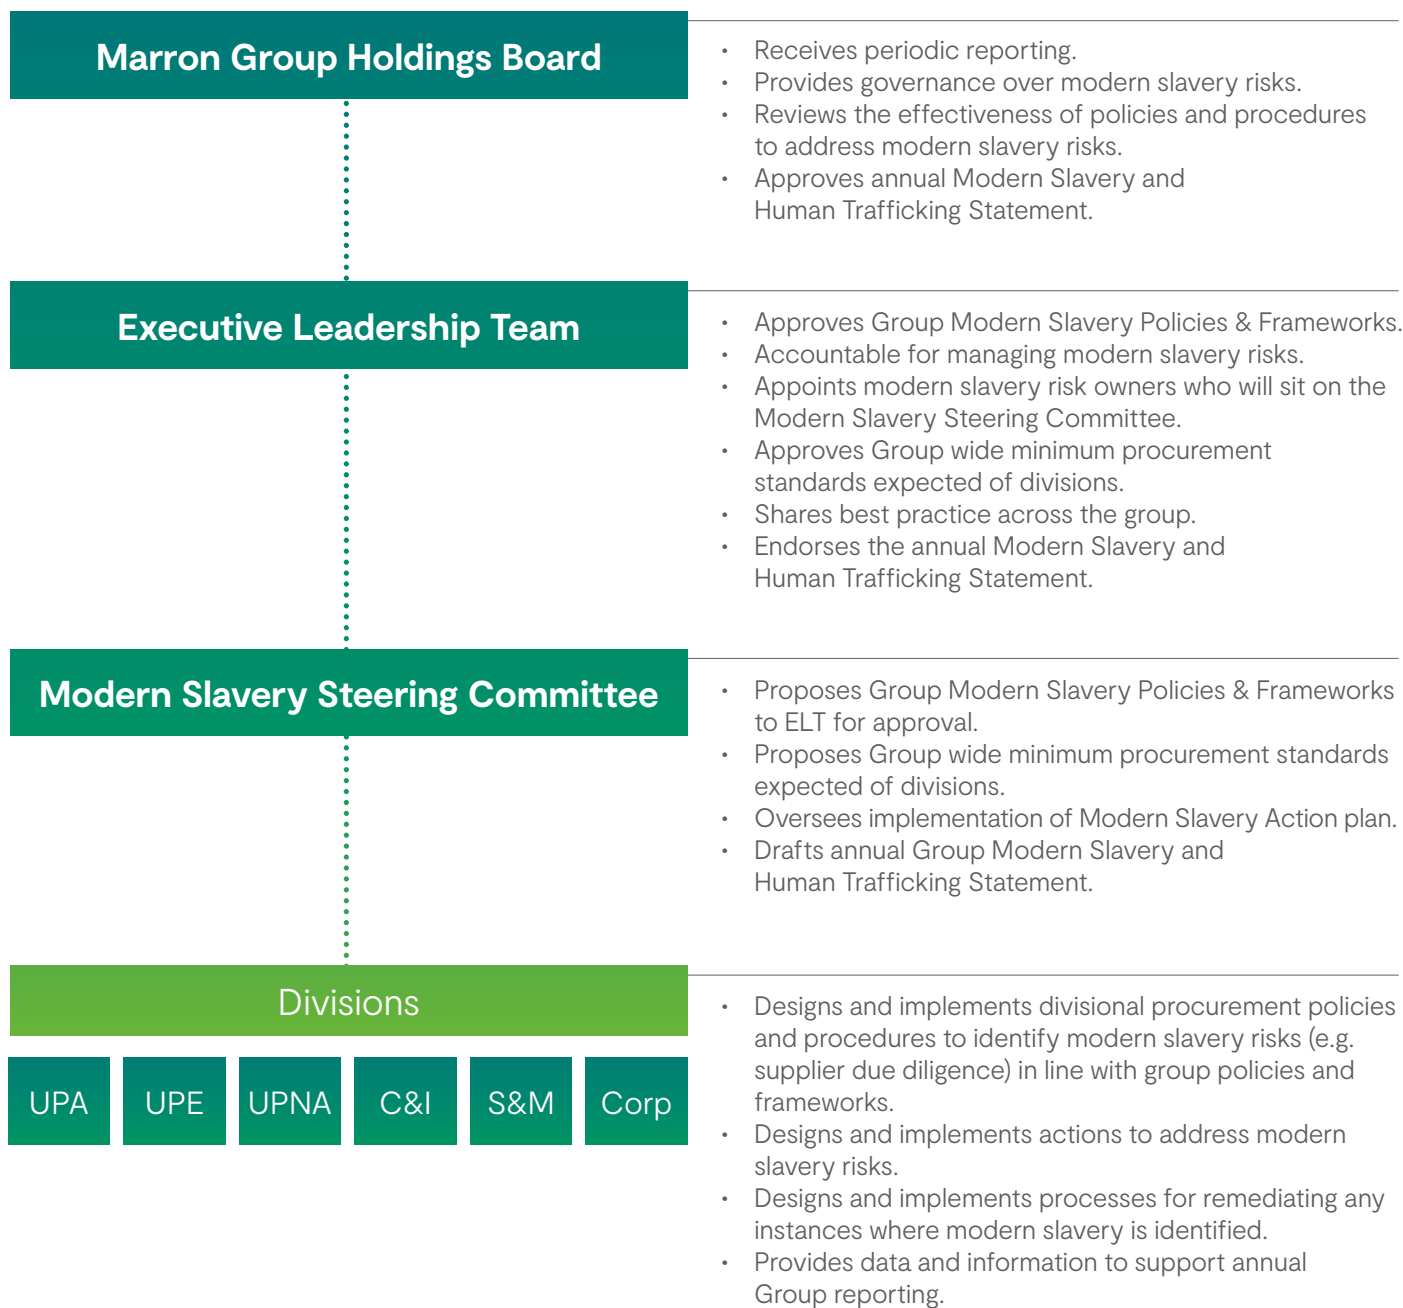 Marron Group Holdings Board
• Receives periodic reporting.
• Provides governance over modern slavery risks.
• Reviews the effectiveness of policies and procedures
to address modern slavery risks.
• Approves annual Modern Slavery and
Human Trafficking Statement.
Executive Leadership Team
• Approves Group Modern Slavery Policies & Frameworks.
• Accountable for managing modern slavery risks.
• Appoints modern slavery risk owners who will sit on the
Modern Slavery Steering Committee.
• Approves Group wide minimum procurement
standards expected of divisions.
• Shares best practice across the group.
• Endorses the annual Modern Slavery and
Human Trafficking Statement.
Modern Slavery Steering Committee
• Proposes Group Modern Slavery Policies & Frameworks
to ELT for approval.
• Proposes Group wide minimum procurement standards
expected of divisions.
• Oversees implementation of Modern Slavery Action plan.
• Drafts annual Group Modern Slavery and
Human Trafficking Statement.
Divisions
UPA UPE UPNA C&I S&M Corp
• Designs and implements divisional procurement policies
and procedures to identify modern slavery risks (e.g.
supplier due diligence) in line with group policies and
frameworks.
• Designs and implements actions to address modern
slavery risks.
• Designs and implements processes for remediating any
instances where modern slavery is identified.
• Provides data and information to support annual
Group reporting.